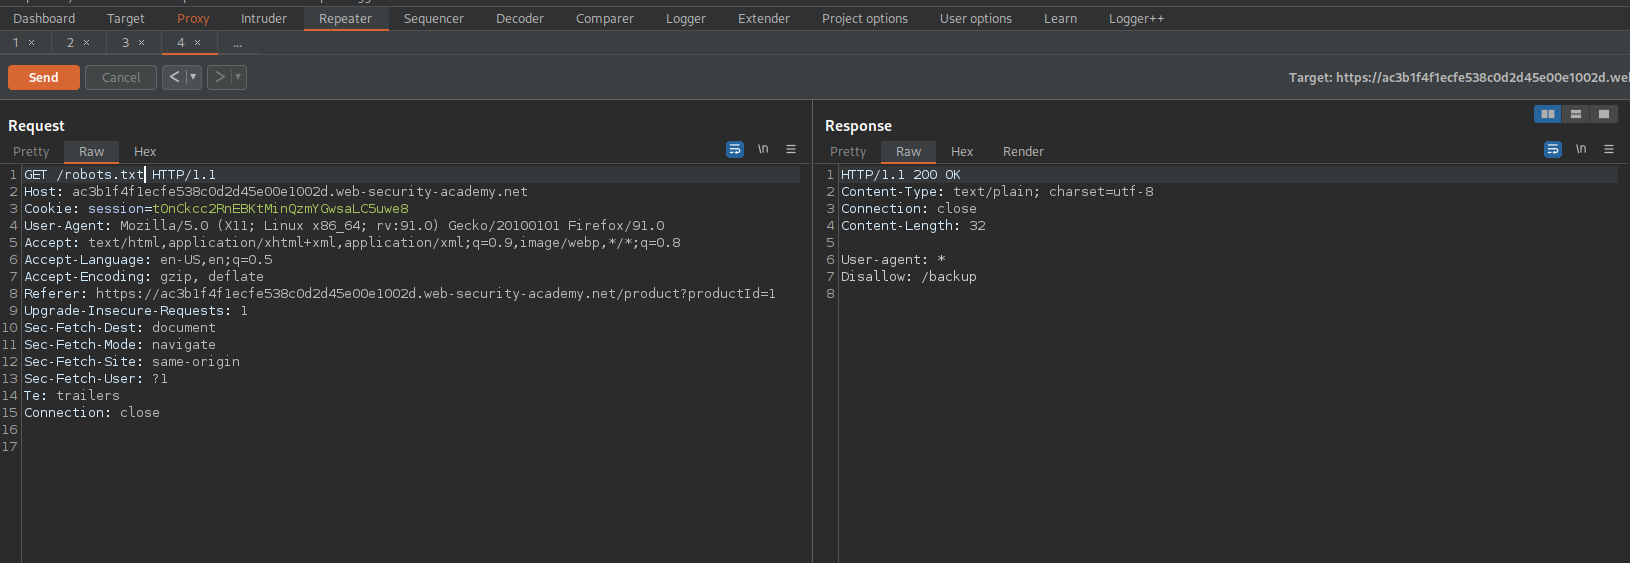 Dashboard Target Proxy Intruder Repeater Sequencer Decoder Comparer Logger Extender Project options User options Learn Logger++
1 × 2 × 3 × 4 × ...
Send Cancel < > Target: https://ac3b1f4f1ecfe538c0d2d45e00e1002d.we
Request
Pretty Raw Hex \n
1 GET /robots.txt HTTP/1.1
2 Host: ac3b1f4f1ecfe538c0d2d45e00e1002d.web-security-academy.net
3 Cookie: session=tOnCkcc2RnEBKtMinQzmYGwsaLC5uwe8
4 User-Agent: Mozilla/5.0 (X11; Linux x86_64; rv:91.0) Gecko/20100101 Firefox/91.0
5 Accept: text/html,application/xhtml+xml,application/xml;q=0.9,image/webp,*/*;q=0.8
6 Accept-Language: en-US,en;q=0.5
7 Accept-Encoding: gzip, deflate
8 Referer: https://ac3b1f4f1ecfe538c0d2d45e00e1002d.web-security-academy.net/product?productId=1
9 Upgrade-Insecure-Requests: 1
10 Sec-Fetch-Dest: document
11 Sec-Fetch-Mode: navigate
12 Sec-Fetch-Site: same-origin
13 Sec-Fetch-User: ?1
14 Te: trailers
15 Connection: close
16
17
Response
Pretty Raw Hex Render \n
1 HTTP/1.1 200 OK
2 Content-Type: text/plain; charset=utf-8
3 Connection: close
4 Content-Length: 32
5
6 User-agent: *
7 Disallow: /backup
8